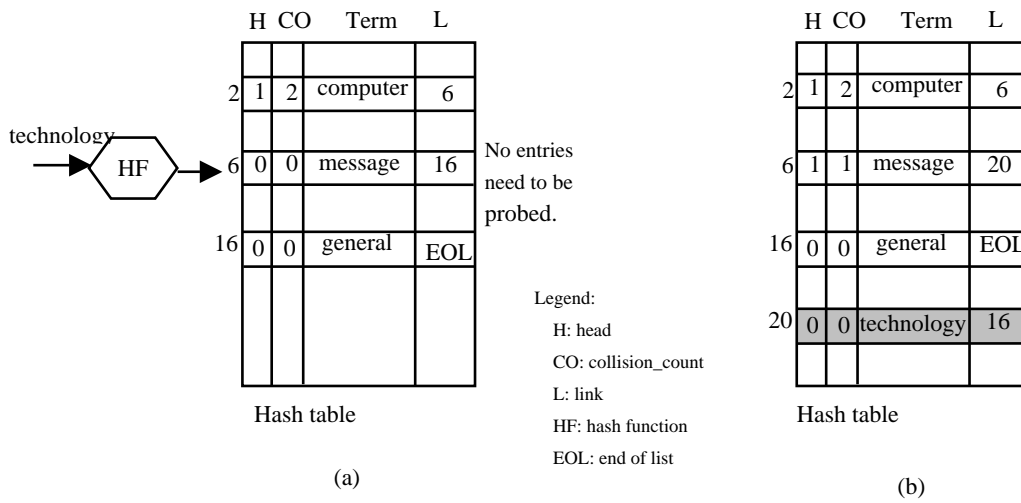 H CO Term L
2 1 2 computer 6
technology
HF
6 0 0 message 16
No entries
need to be
probed.
16 0 0 general EOL
Hash table
(a)
Legend:
H: head
CO: collision_count
L: link
HF: hash function
EOL: end of list
H CO Term L
2 1 2 computer 6
6 1 1 message 20
16 0 0 general EOL
20 0 0 technology 16
Hash table
(b)